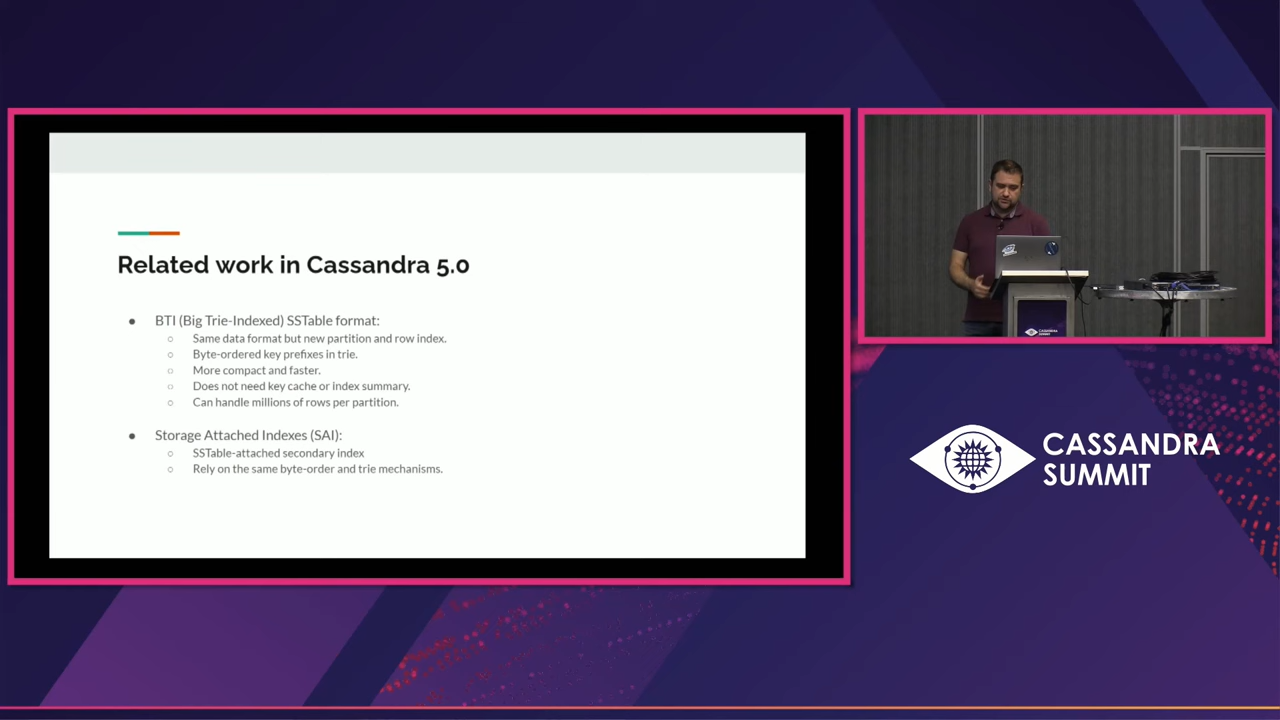 Related work in Cassandra 5.0
● BTI (Big Trie-Indexed) SSTable format:
○ Same data format but new partition and row index.
○ Byte-ordered key prefixes in trie.
○ More compact and faster.
○ Does not need key cache or index summary.
○ Can handle millions of rows per partition.
● Storage Attached Indexes (SAI):
○ SSTable-attached secondary index
○ Rely on the same byte-order and trie mechanisms.
CASSANDRA
SUMMIT
CASSANDRA
SUMMIT